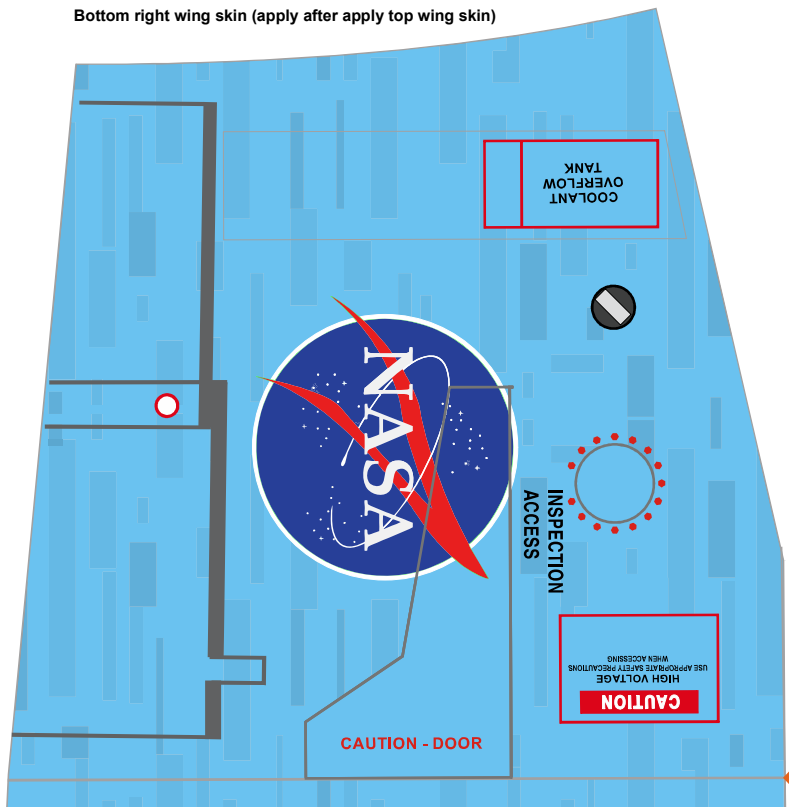 Bottom right wing skin (apply after apply top wing skin)
COOLANT
OVERFLOW
TANK
NASA
INSPECTION
ACCESS
CAUTION
HIGH VOLTAGE
USE APPROPRIATE SAFETY PRECAUTIONS
WHEN ACCESSING
CAUTION - DOOR